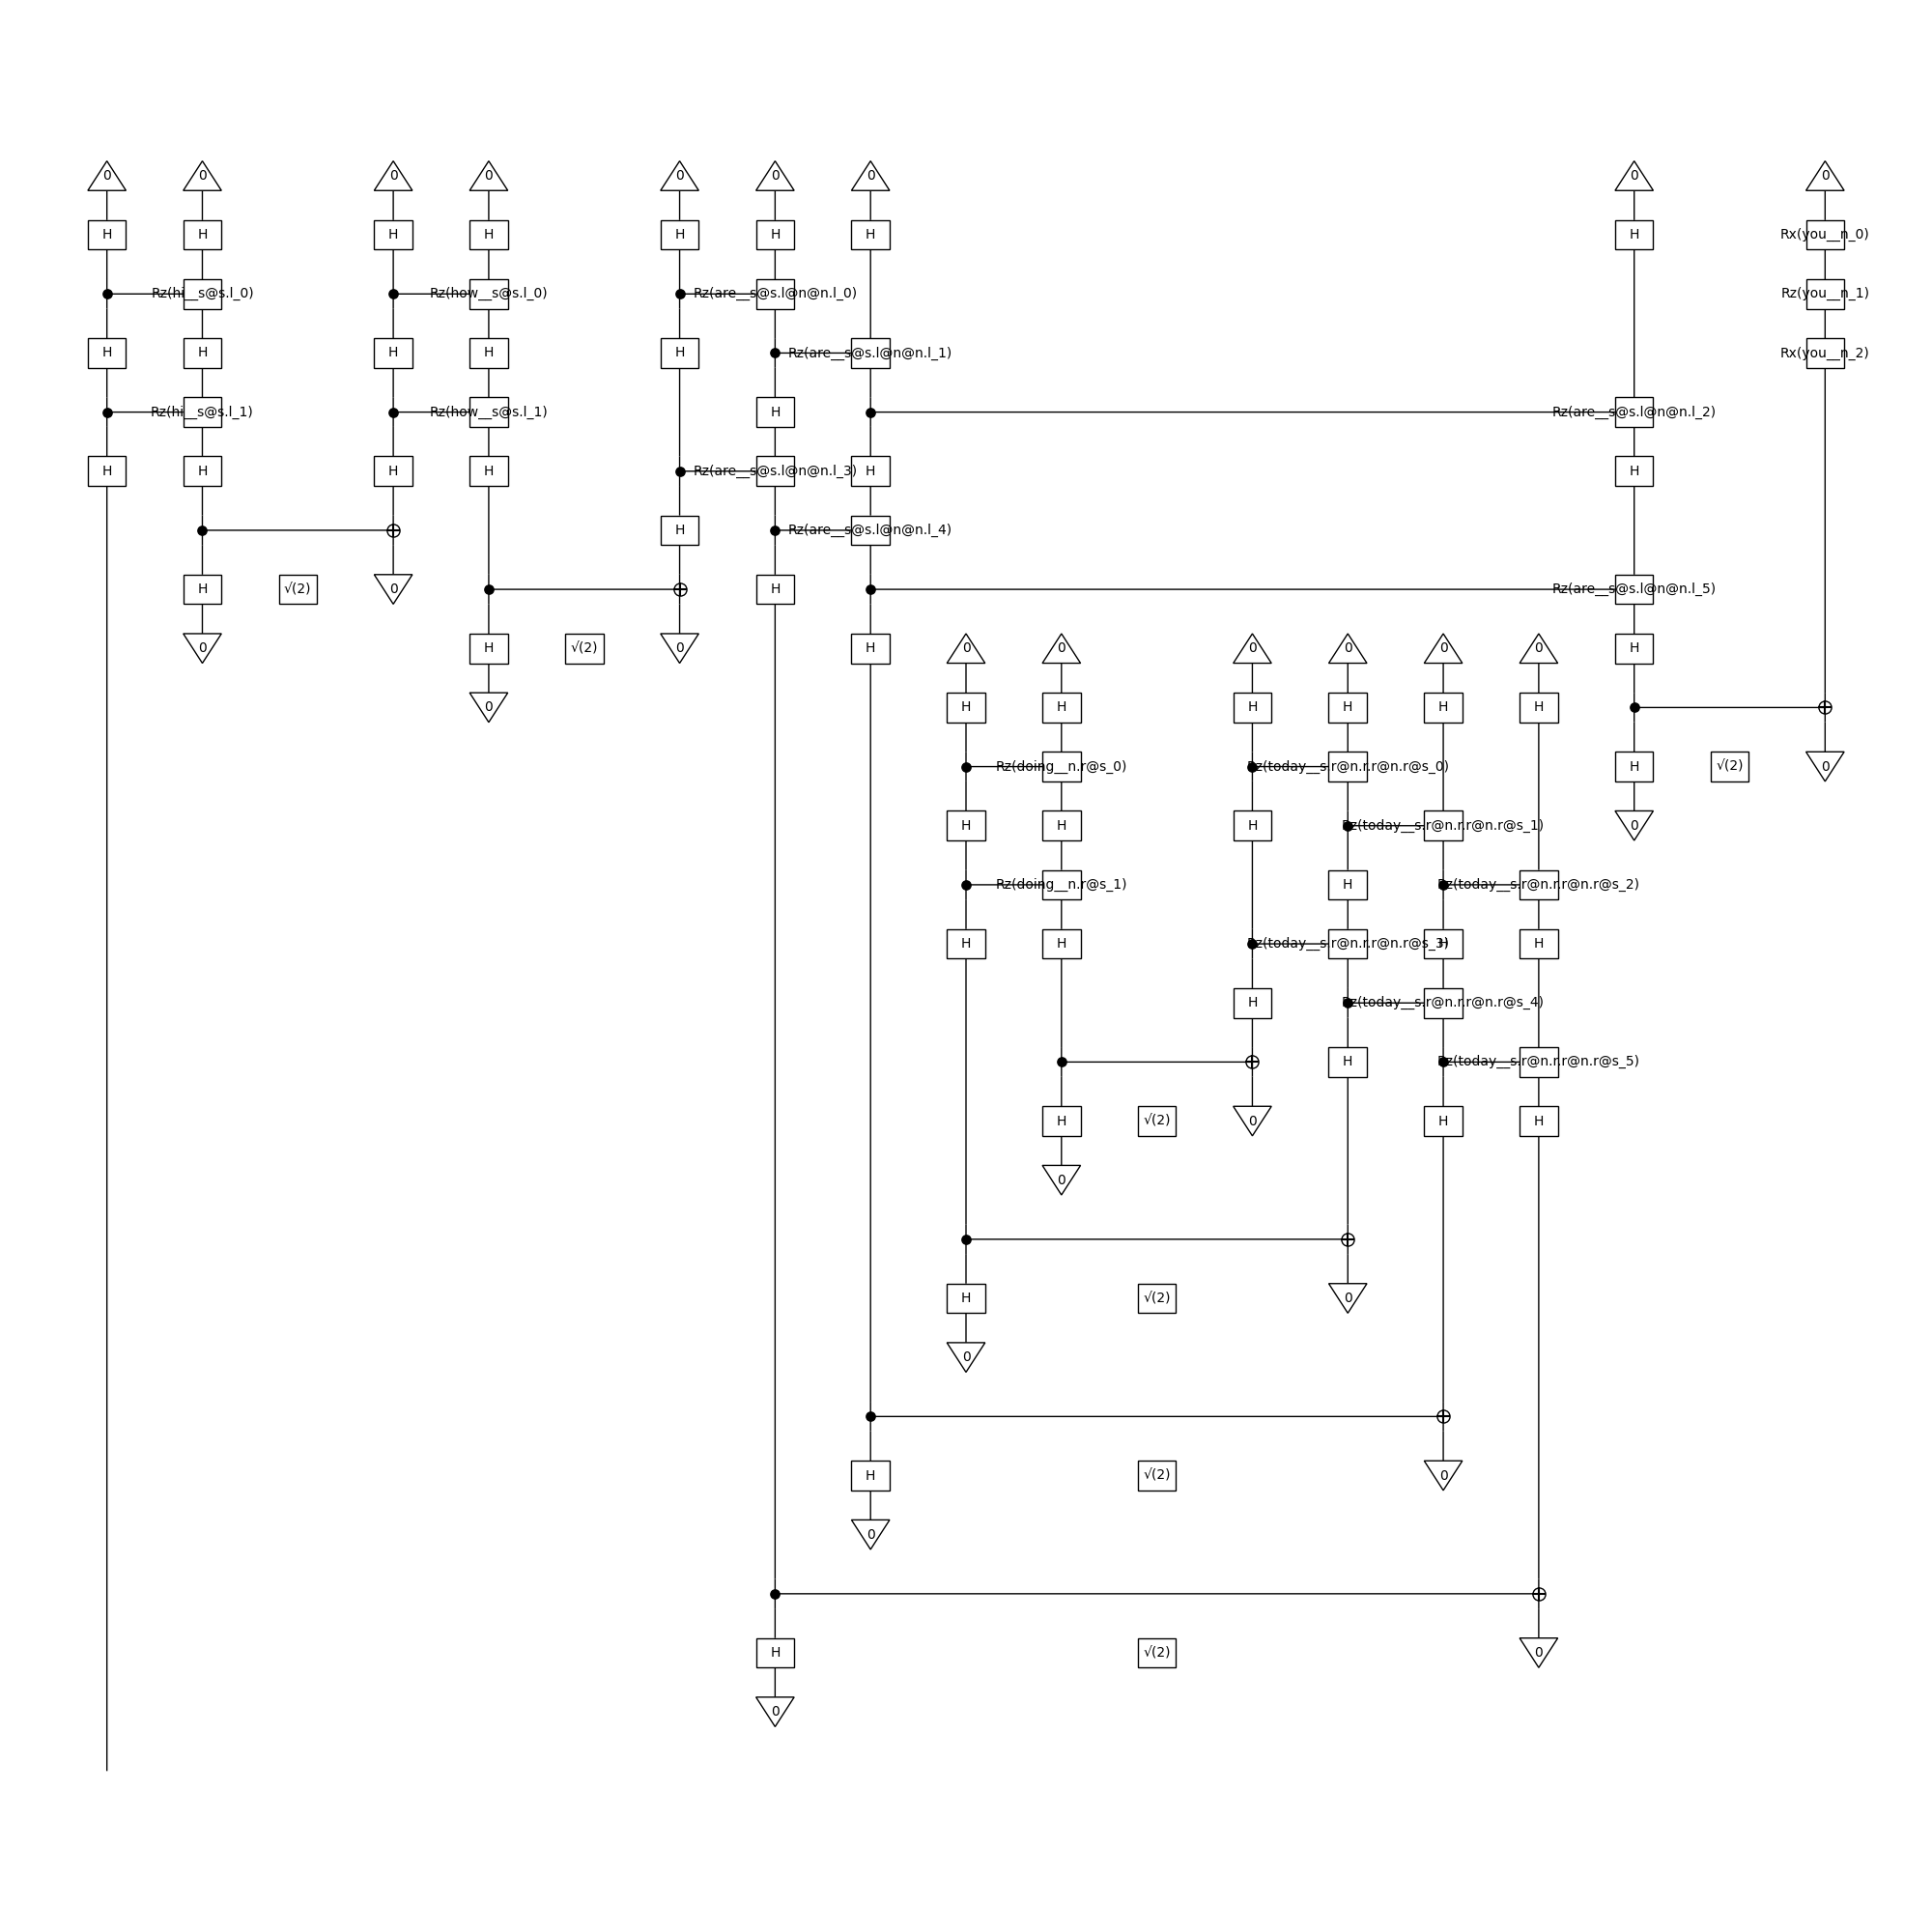 0 0 0 0 0 0 0 0 0
H H H H H H H H Rx(you__n_0)
Rz(hi__s@s.l_0) Rz(how__s@s.l_0) Rz(are__s@s.l@n@n.l_0) Rz(you__n_1)
H H H H H Rz(are__s@s.l@n@n.l_1) Rx(you__n_2)
Rz(hi__s@s.l_1) Rz(how__s@s.l_1) H Rz(are__s@s.l@n@n.l_2)
H H H H Rz(are__s@s.l@n@n.l_3) H H
H Rz(are__s@s.l@n@n.l_4)
H √(2) 0 H Rz(are__s@s.l@n@n.l_5)
0 H √(2) 0 H 0 0 0 0 0 0 H
0 H H H H H H
Rz(doing__n.r@s_0) Rz(today__s.r@n.r.r@n.r@s_0) H √(2) 0
H H H Rz(today__s.r@n.r.r@n.r@s_1) 0
Rz(doing__n.r@s_1) H Rz(today__s.r@n.r.r@n.r@s_2)
H H Rz(today__s.r@n.r.r@n.r@s_3) H H
H Rz(today__s.r@n.r.r@n.r@s_4)
H Rz(today__s.r@n.r.r@n.r@s_5)
H √(2) 0 H H
0
H √(2) 0
0
H √(2) 0
0
H √(2) 0
0